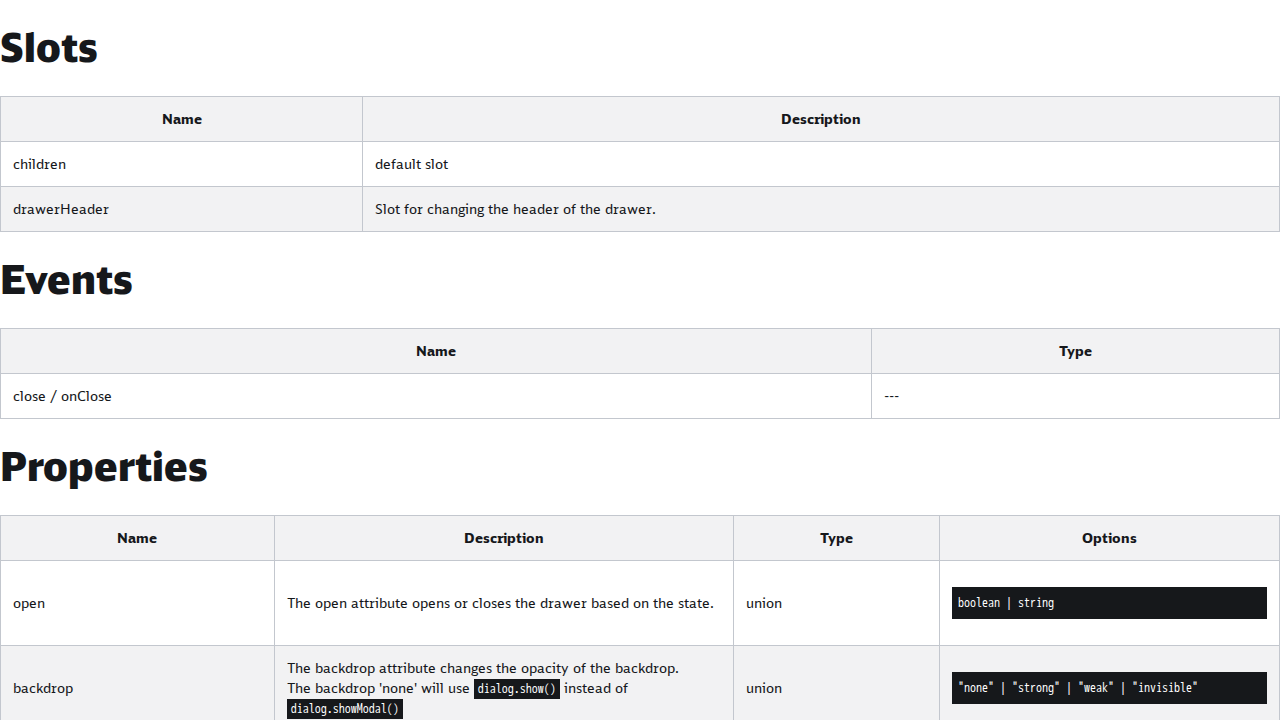 Slots
Name Description
children default slot
drawerHeader Slot for changing the header of the drawer.
Events
Name Type
close / onClose ---
Properties
Name Description Type Options
open The open attribute opens or closes the drawer based on the state. union boolean | string
The backdrop attribute changes the opacity of the backdrop.
backdrop The backdrop 'none' will use dialog.show() instead of union "none" | "strong" | "weak" | "invisible"
dialog.showModal()